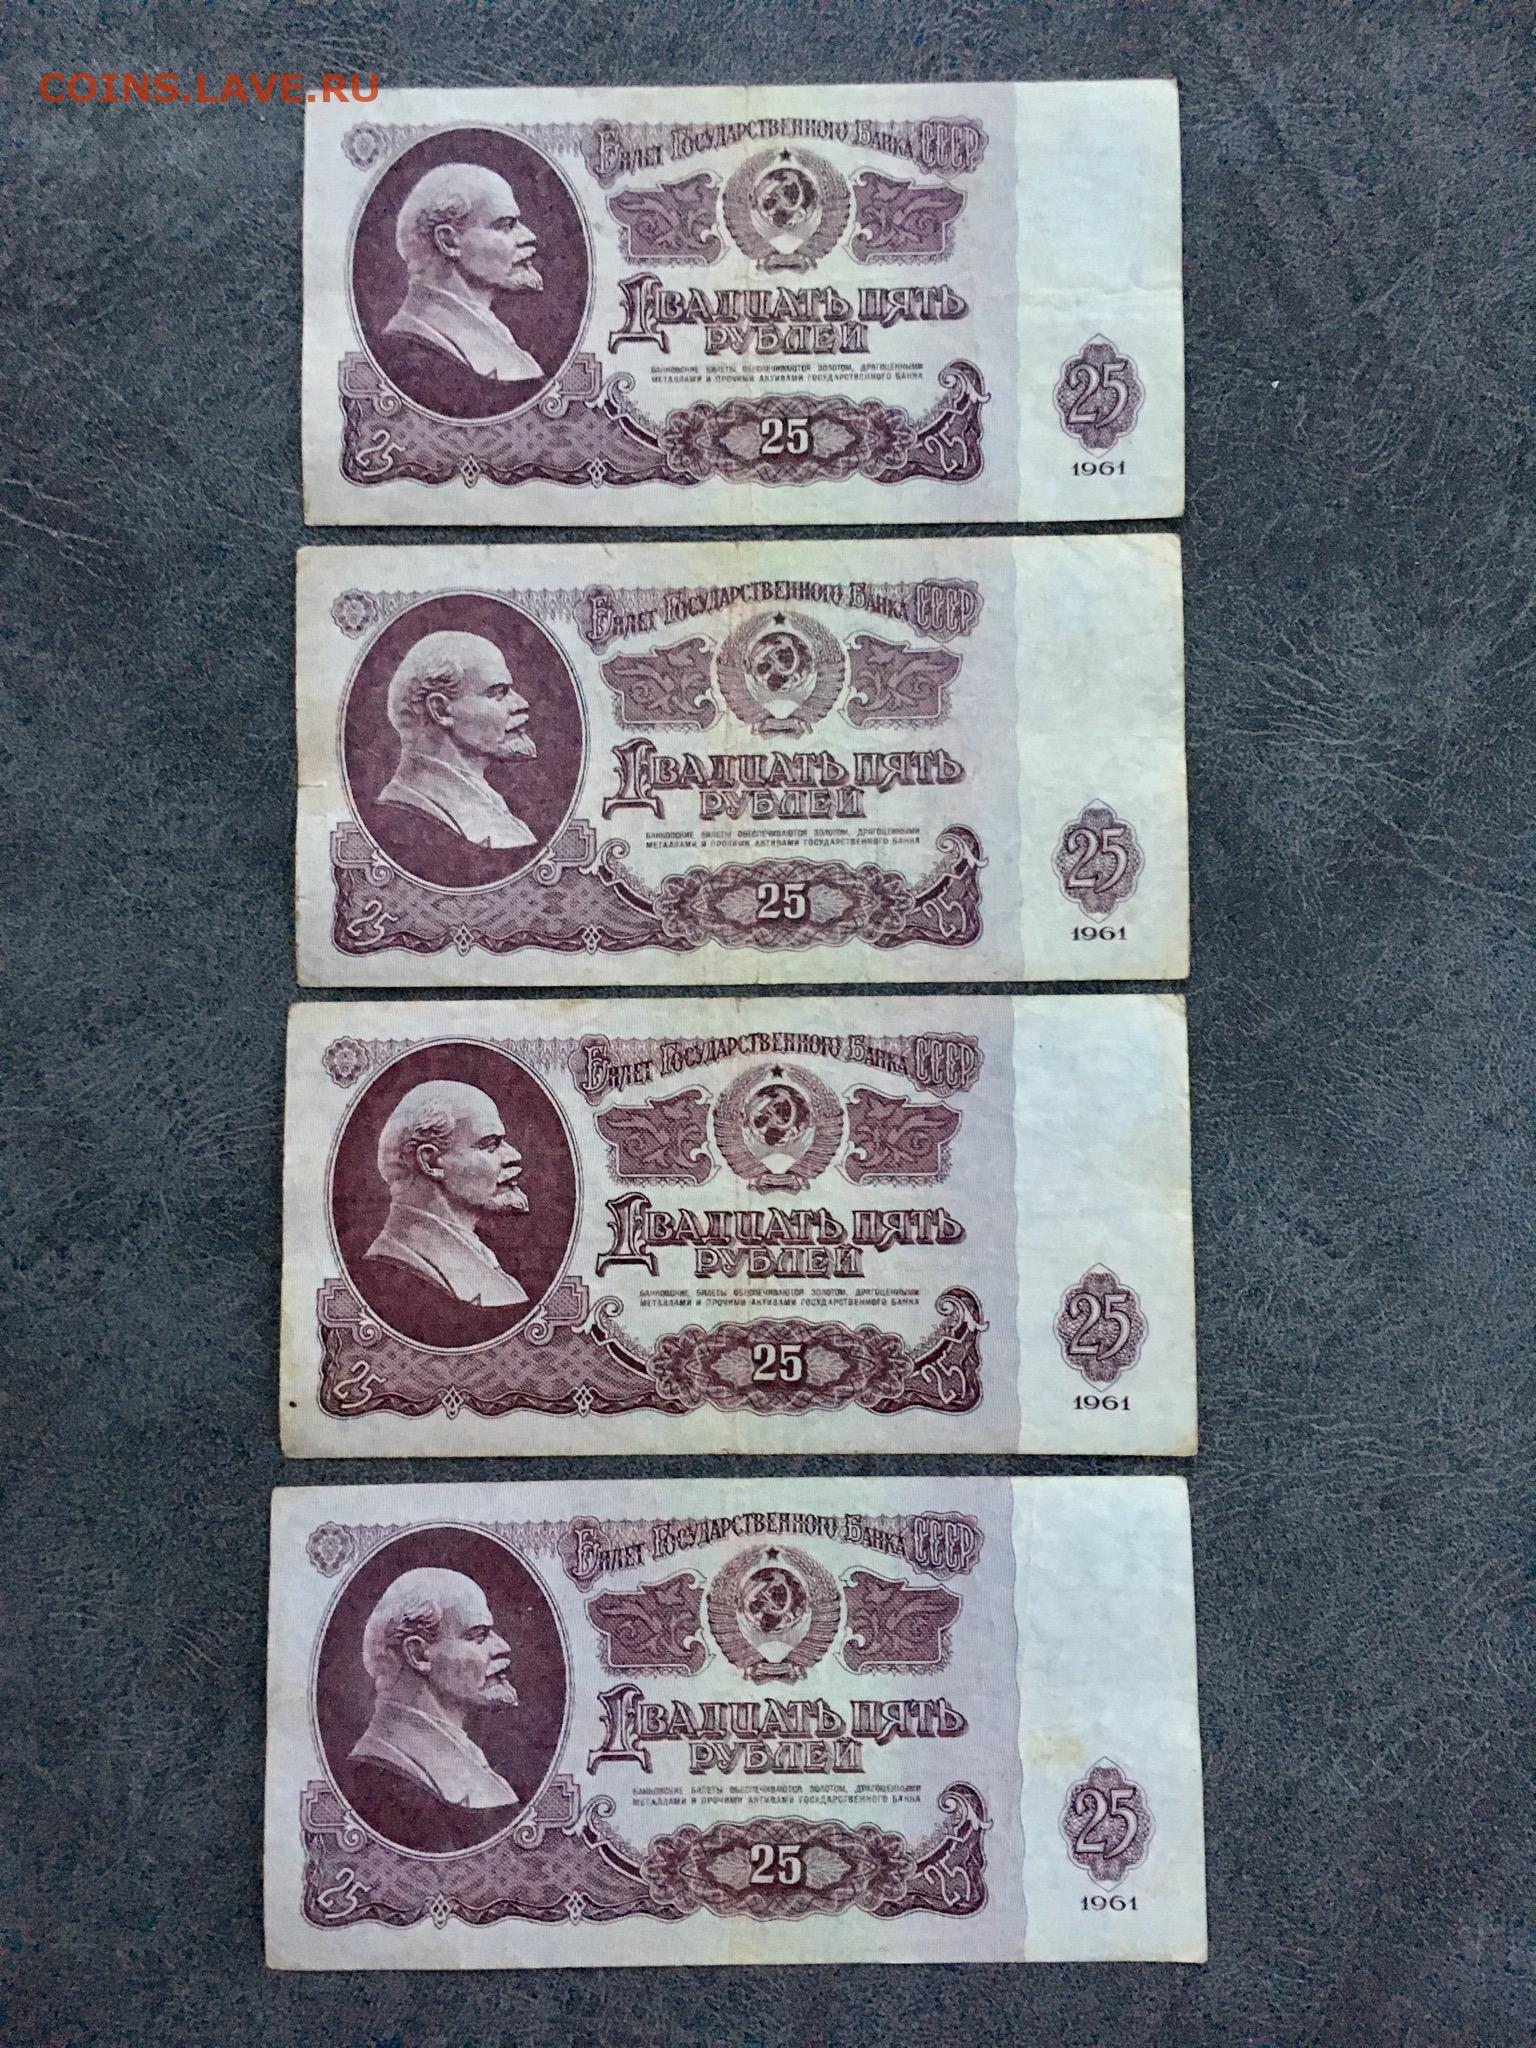 COINS.LAVE.RU
Билет Государственного Банка СССР
Двадцать пять
рублей
БАНКОВСКИЕ БИЛЕТЫ ОБЕСПЕЧИВАЮТСЯ ЗОЛОТОМ, ДРАГОЦЕННЫМИ
МЕТАЛЛАМИ И ПРОЧИМИ АКТИВАМИ ГОСУДАРСТВЕННОГО БАНКА
25
25 25 25
1961
Билет Государственного Банка СССР
Двадцать пять
рублей
БАНКОВСКИЕ БИЛЕТЫ ОБЕСПЕЧИВАЮТСЯ ЗОЛОТОМ, ДРАГОЦЕННЫМИ
МЕТАЛЛАМИ И ПРОЧИМИ АКТИВАМИ ГОСУДАРСТВЕННОГО БАНКА
25
25 25 25
1961
Билет Государственного Банка СССР
Двадцать пять
рублей
БАНКОВСКИЕ БИЛЕТЫ ОБЕСПЕЧИВАЮТСЯ ЗОЛОТОМ, ДРАГОЦЕННЫМИ
МЕТАЛЛАМИ И ПРОЧИМИ АКТИВАМИ ГОСУДАРСТВЕННОГО БАНКА
25
25 25 25
1961
Билет Государственного Банка СССР
Двадцать пять
рублей
БАНКОВСКИЕ БИЛЕТЫ ОБЕСПЕЧИВАЮТСЯ ЗОЛОТОМ, ДРАГОЦЕННЫМИ
МЕТАЛЛАМИ И ПРОЧИМИ АКТИВАМИ ГОСУДАРСТВЕННОГО БАНКА
25
25 25 25
1961